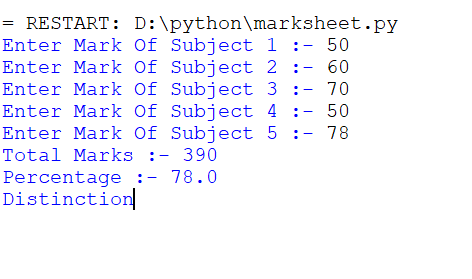 = RESTART: D:\python\marksheet.py
Enter Mark Of Subject 1 :- 50
Enter Mark Of Subject 2 :- 60
Enter Mark Of Subject 3 :- 70
Enter Mark Of Subject 4 :- 50
Enter Mark Of Subject 5 :- 78
Total Marks :- 390
Percentage :- 78.0
Distinction